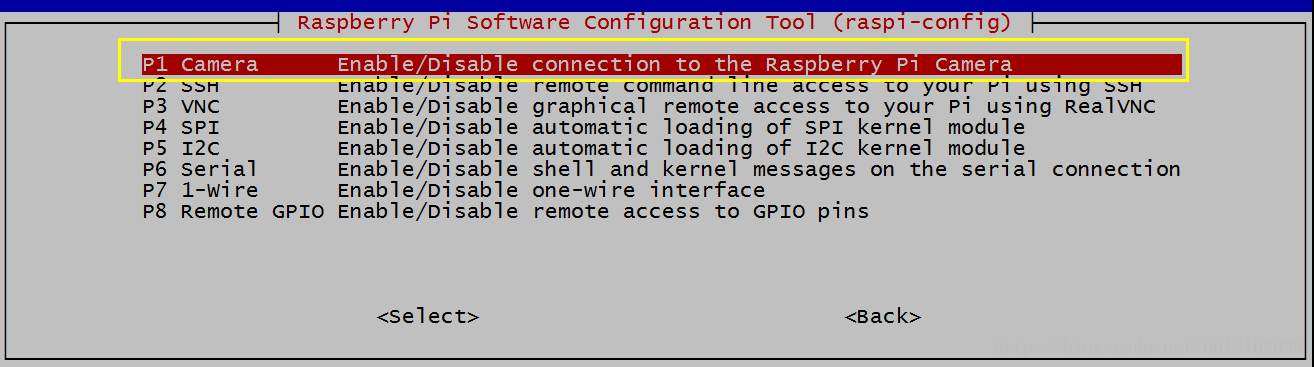 Raspberry Pi Software Configuration Tool (raspi-config)
P1 Camera Enable/Disable connection to the Raspberry Pi Camera
P2 SSH Enable/Disable remote command line access to your Pi using SSH
P3 VNC Enable/Disable graphical remote access to your Pi using RealVNC
P4 SPI Enable/Disable automatic loading of SPI kernel module
P5 I2C Enable/Disable automatic loading of I2C kernel module
P6 Serial Enable/Disable shell and kernel messages on the serial connection
P7 1-Wire Enable/Disable one-wire interface
P8 Remote GPIO Enable/Disable remote access to GPIO pins
<Select> <Back>